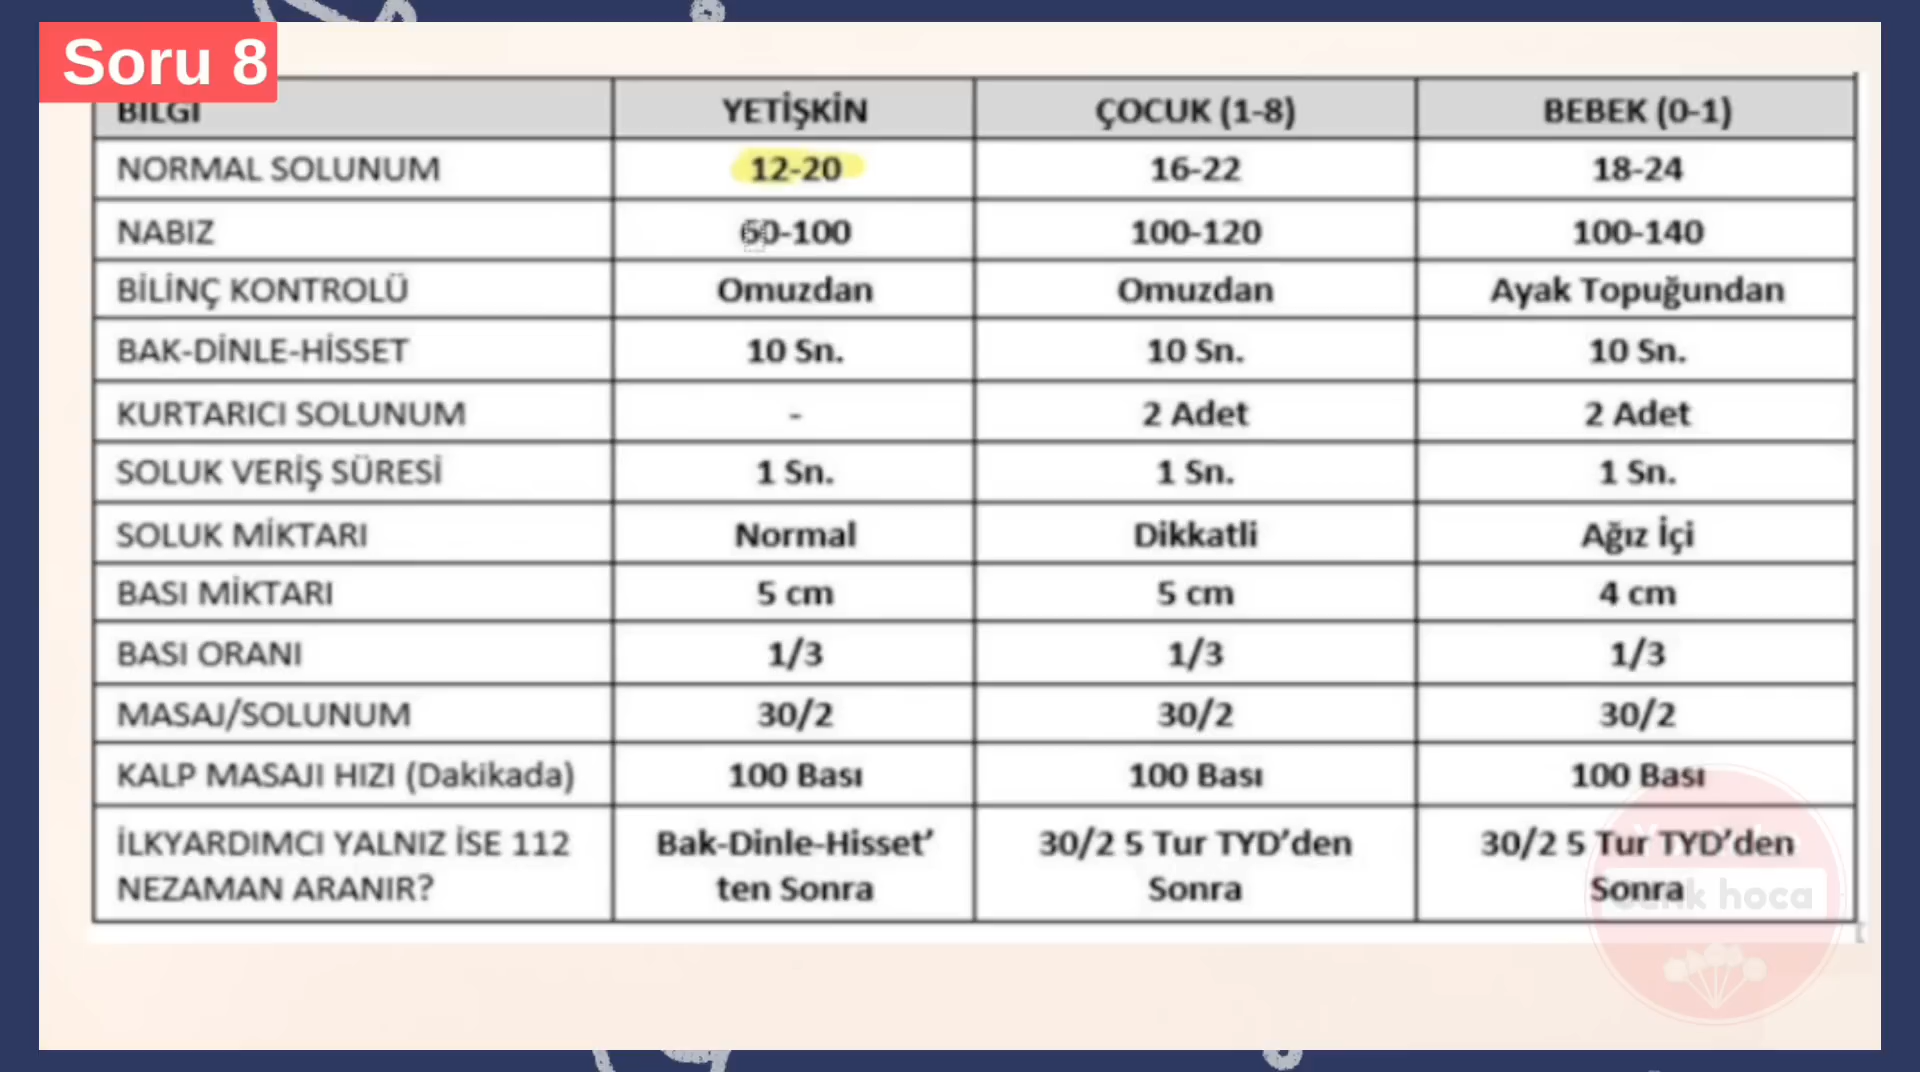 Soru 8
BİLGİ YETİŞKİN ÇOCUK (1-8) BEBEK (0-1)
NORMAL SOLUNUM 12-20 16-22 18-24
NABIZ 60-100 100-120 100-140
BİLİNÇ KONTROLÜ Omuzdan Omuzdan Ayak Topuğundan
BAK-DİNLE-HİSSET 10 Sn. 10 Sn. 10 Sn.
KURTARICI SOLUNUM - 2 Adet 2 Adet
SOLUK VERİŞ SÜRESİ 1 Sn. 1 Sn. 1 Sn.
SOLUK MİKTARI Normal Dikkatli Ağız İçi
BASI MİKTARI 5 cm 5 cm 4 cm
BASI ORANI 1/3 1/3 1/3
MASAJ/SOLUNUM 30/2 30/2 30/2
KALP MASAJI HIZI (Dakikada) 100 Bası 100 Bası 100 Bası
İLKYARDIMCI YALNIZ İSE 112 Bak-Dinle-Hisset’ 30/2 5 Tur TYD’den 30/2 5 Tur TYD’den
NEZAMAN ARANIR? ten Sonra Sonra Sonra
hoca